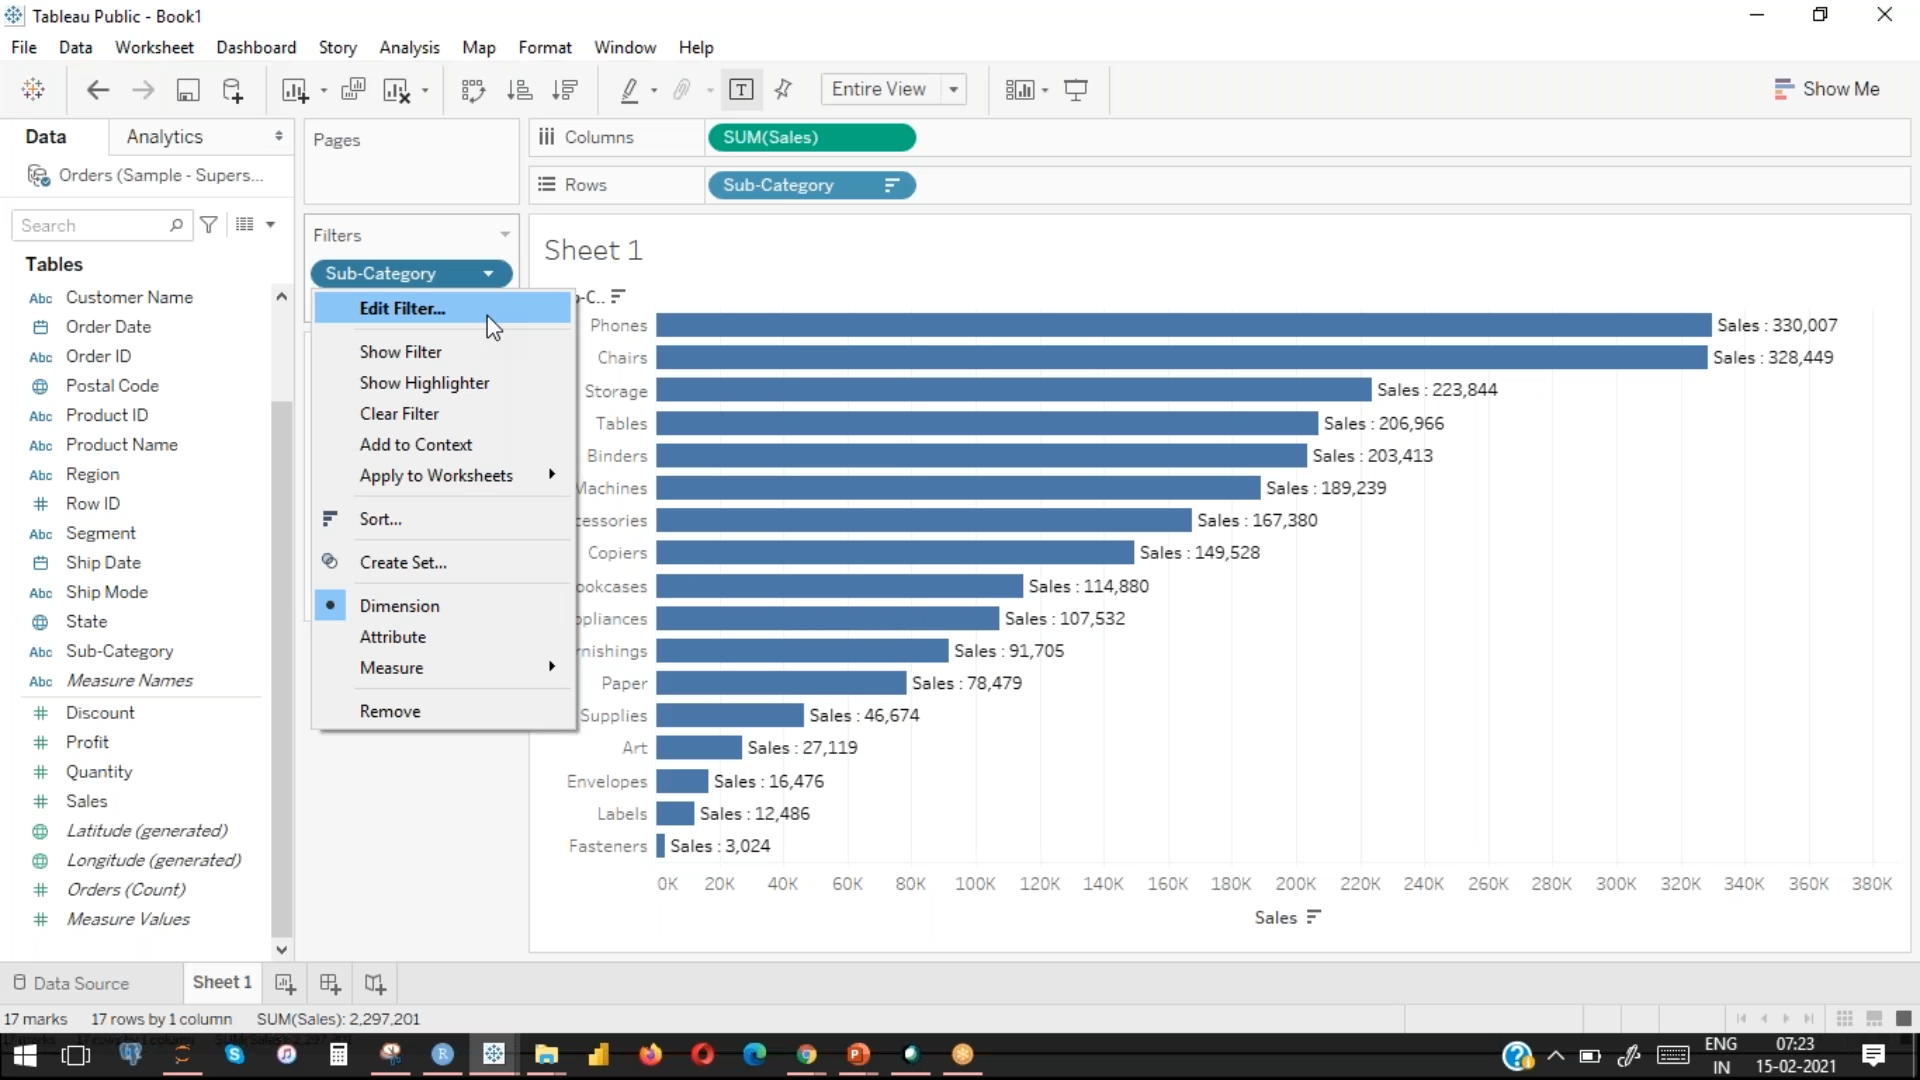 Tableau Public - Book1
File Data Worksheet Dashboard Story Analysis Map Format Window Help
Entire View
Show Me
Data Analytics
Orders (Sample - Supers...
Search
Tables
Abc Customer Name
Order Date
Abc Order ID
Postal Code
Abc Product ID
Abc Product Name
Abc Region
# Row ID
Abc Segment
Ship Date
Abc Ship Mode
State
Abc Sub-Category
Abc Measure Names
# Discount
# Profit
# Quantity
# Sales
Latitude (generated)
Longitude (generated)
# Orders (Count)
# Measure Values
Pages
Filters
Sub-Category
Edit Filter...
Show Filter
Show Highlighter
Clear Filter
Add to Context
Apply to Worksheets
Sort...
Create Set...
Dimension
Attribute
Measure
Remove
Columns SUM(Sales)
Rows Sub-Category
Sheet 1
-C..
Phones Sales : 330,007
Chairs Sales : 328,449
Storage Sales : 223,844
Tables Sales : 206,966
Binders Sales : 203,413
Machines Sales : 189,239
cessories Sales : 167,380
Copiers Sales : 149,528
ookcases Sales : 114,880
ppliances Sales : 107,532
rnishings Sales : 91,705
Paper Sales : 78,479
Supplies Sales : 46,674
Art Sales : 27,119
Envelopes Sales : 16,476
Labels Sales : 12,486
Fasteners Sales : 3,024
0K 20K 40K 60K 80K 100K 120K 140K 160K 180K 200K 220K 240K 260K 280K 300K 320K 340K 360K 380K
Sales
Data Source Sheet 1
17 marks 17 rows by 1 column SUM(Sales): 2,297,201
ENG
IN
07:23
15-02-2021